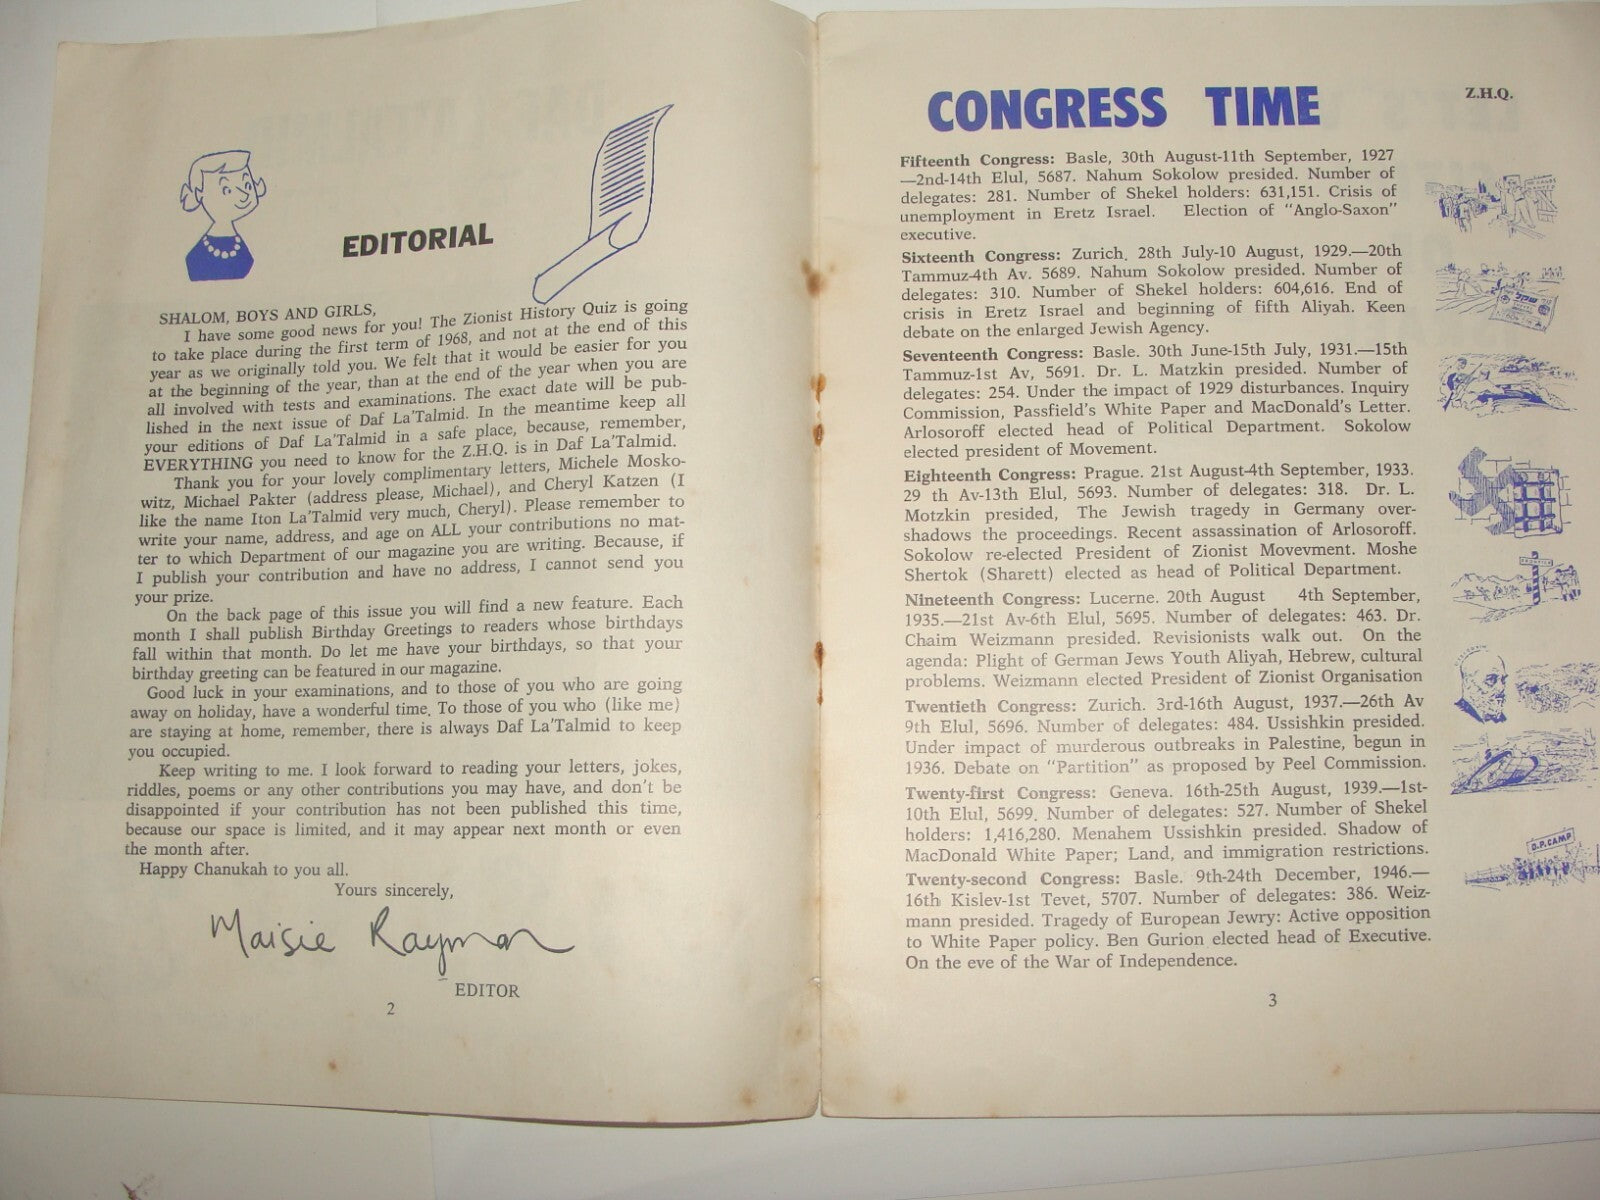 EDITORIAL
SHALOM, BOYS AND GIRLS,
I have some good news for you! The Zionist History Quiz is going
to take place during the first term of 1968, and not at the end of this
year as we originally told you. We felt that it would be easier for you
at the beginning of the year, than at the end of the year when you are
all involved with tests and examinations. The exact date will be pub-
lished in the next issue of Daf La'Talmid. In the meantime keep all
your editions of Daf La'Talmid in a safe place, because, remember,
EVERYTHING you need to know for the Z.H.Q. is in Daf La'Talmid.
Thank you for your lovely complimentary letters, Michele Mosko-
witz, Michael Pakter (address please, Michael), and Cheryl Katzen (I
like the name Iton La'Talmid very much, Cheryl). Please remember to
write your name, address, and age on ALL your contributions no mat-
ter to which Department of our magazine you are writing. Because, if
I publish your contribution and have no address, I cannot send you
your prize.
On the back page of this issue you will find a new feature. Each
month I shall publish Birthday Greetings to readers whose birthdays
fall within that month. Do let me have your birthdays, so that your
birthday greeting can be featured in our magazine.
Good luck in your examinations, and to those of you who are going
away on holiday, have a wonderful time. To those of you who (like me)
are staying at home, remember, there is always Daf La'Talmid to keep
you occupied.
Keep writing to me. I look forward to reading your letters, jokes,
riddles, poems or any other contributions you may have, and don't be
disappointed if your contribution has not been published this time,
because our space is limited, and it may appear next month or even
the month after.
Happy Chanukah to you all.
Yours sincerely,
Maisie Rayman
EDITOR
2
CONGRESS TIME
Z.H.Q.
Fifteenth Congress: Basle, 30th August-11th September, 1927
—2nd-14th Elul, 5687. Nahum Sokolow presided. Number of
delegates: 281. Number of Shekel holders: 631,151. Crisis of
unemployment in Eretz Israel. Election of "Anglo-Saxon"
executive.
Sixteenth Congress: Zurich. 28th July-10 August, 1929.—20th
Tammuz-4th Av. 5689. Nahum Sokolow presided. Number of
delegates: 310. Number of Shekel holders: 604,616. End of
crisis in Eretz Israel and beginning of fifth Aliyah. Keen
debate on the enlarged Jewish Agency.
Seventeenth Congress: Basle. 30th June-15th July, 1931.—15th
Tammuz-1st Av, 5691. Dr. L. Matzkin presided. Number of
delegates: 254. Under the impact of 1929 disturbances. Inquiry
Commission, Passfield's White Paper and MacDonald's Letter.
Arlosoroff elected head of Political Department. Sokolow
elected president of Movement.
Eighteenth Congress: Prague. 21st August-4th September, 1933.
29 th Av-13th Elul, 5693. Number of delegates: 318. Dr. L.
Motzkin presided, The Jewish tragedy in Germany over-
shadows the proceedings. Recent assassination of Arlosoroff.
Sokolow re-elected President of Zionist Movevment. Moshe
Shertok (Sharett) elected as head of Political Department.
Nineteenth Congress: Lucerne. 20th August 4th September,
1935.—21st Av-6th Elul, 5695. Number of delegates: 463. Dr.
Chaim Weizmann presided. Revisionists walk out. On the
agenda: Plight of German Jews Youth Aliyah, Hebrew, cultural
problems. Weizmann elected President of Zionist Organisation
Twentieth Congress: Zurich. 3rd-16th August, 1937.—26th Av
9th Elul, 5696. Number of delegates: 484. Ussishkin presided.
Under impact of murderous outbreaks in Palestine, begun in
1936. Debate on "Partition" as proposed by Peel Commission.
Twenty-first Congress: Geneva. 16th-25th August, 1939.—1st-
10th Elul, 5699. Number of delegates: 527. Number of Shekel
holders: 1,416,280. Menahem Ussishkin presided. Shadow of
MacDonald White Paper; Land, and immigration restrictions.
Twenty-second Congress: Basle. 9th-24th December, 1946.—
16th Kislev-1st Tevet, 5707. Number of delegates: 386. Weiz-
mann presided. Tragedy of European Jewry: Active opposition
to White Paper policy. Ben Gurion elected head of Executive.
On the eve of the War of Independence.
שקל
FRONTIER
D.P. CAMP
3